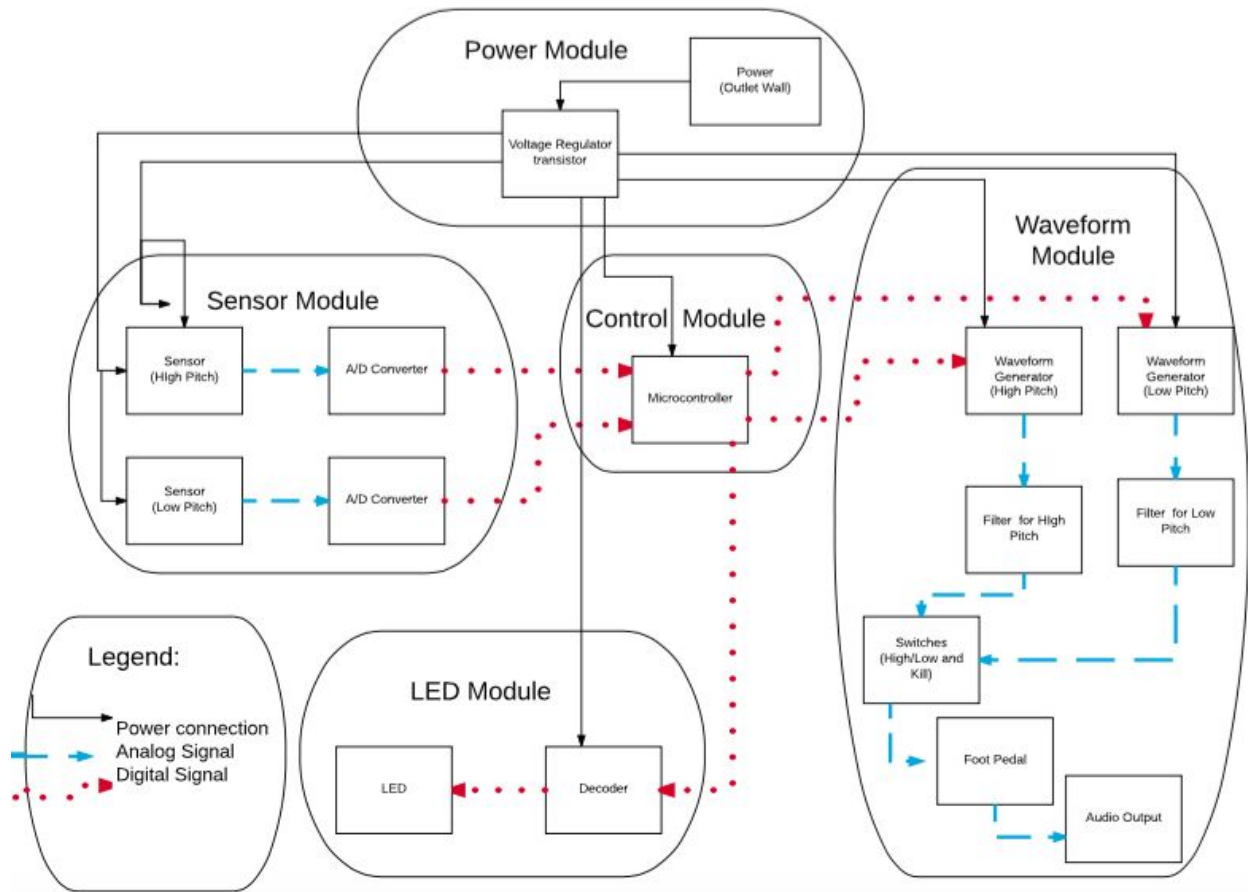 Power Module
Power
(Outlet Wall)
Voltage Regulator
transistor
Waveform
Module
Sensor Module
Control Module
Sensor
(HIgh Pitch)
A/D Converter
Microcontroller
Waveform
Generator
(High Pitch)
Waveform
Generator
(Low Pitch)
Sensor
(Low Pitch)
A/D Converter
Filter for HIgh
Pitch
Filter for Low
Pitch
Legend:
Power connection
Analog Signal
Digital Signal
LED Module
LED
Decoder
Switches
(High/Low and
Kill)
Foot Pedal
Audio Output